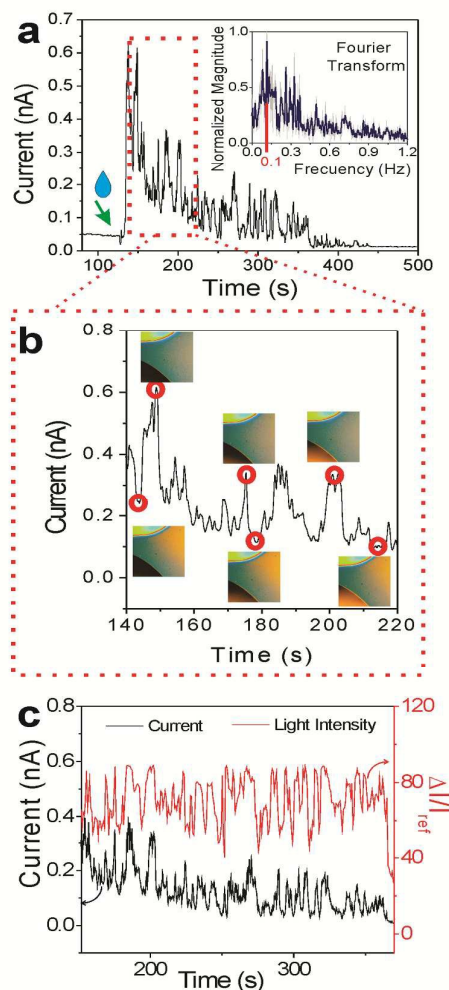 a
0.7
0.6
0.5
0.4
0.3
0.2
0.1
0.0
Current (nA)
100 200 300 400 500
Time (s)
1.0
0.5
0.0
Normalized Magnitude
Fourier
Transform
0.0 0.3 0.6 0.9 1.2
0.1
Frecuency (Hz)
b
0.8
0.6
0.4
0.2
0.0
Current (nA)
140 160 180 200 220
Time (s)
c
0.8
0.6
0.4
0.2
0.0
Current (nA)
Current
Light Intensity
120
80
40
0
ΔI/Iref
200 300
Time (s)